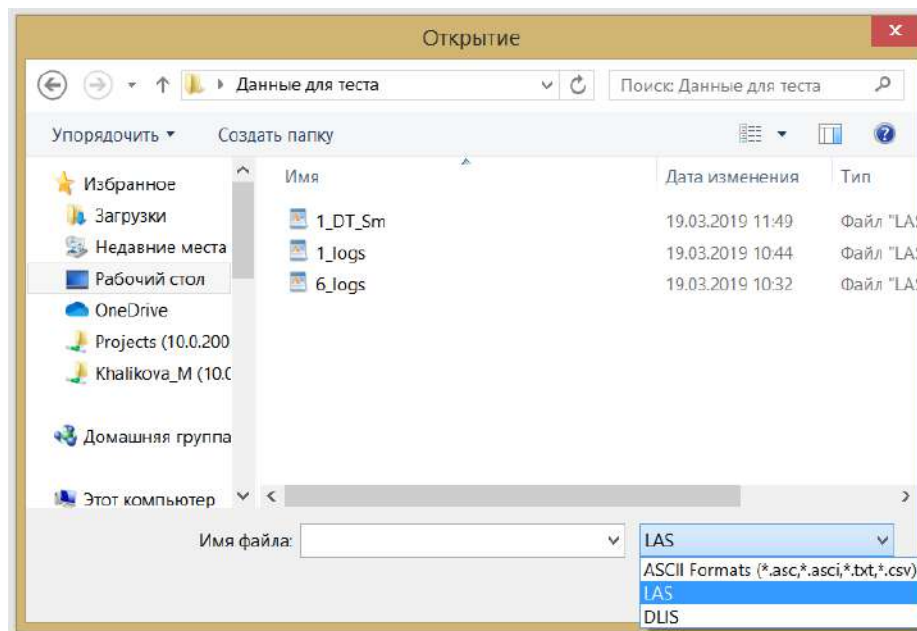 Открытие
x
Данные для теста
Поиск: Данные для теста
Упорядочить
Создать папку
?
Избранное
Загрузки
Недавние места
Рабочий стол
OneDrive
Projects (10.0.200
Khalikova_M (10.0
Домашняя группа
Этот компьютер
Имя Дата изменения Тип
1_DT_Sm 19.03.2019 11:49 Файл "LAS
1_logs 19.03.2019 10:44 Файл "LAS
6_logs 19.03.2019 10:32 Файл "LAS
Имя файла: LAS
ASCII Formats (*.asc,*.asci,*.txt,*.csv)
LAS
DLIS